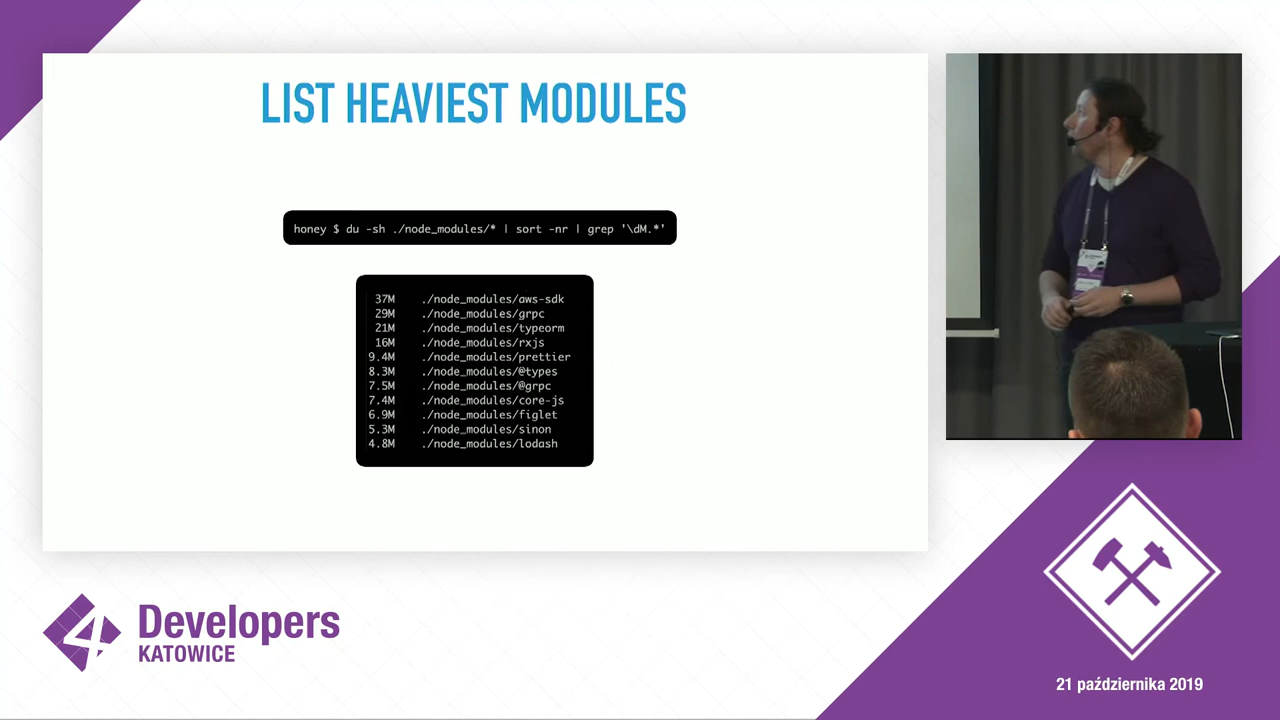 LIST HEAVIEST MODULES
honey $ du -sh ./node_modules/* | sort -nr | grep '\dM.*'
37M ./node_modules/aws-sdk
29M ./node_modules/grpc
21M ./node_modules/typeorm
16M ./node_modules/rxjs
9.4M ./node_modules/prettier
8.3M ./node_modules/@types
7.5M ./node_modules/@grpc
7.4M ./node_modules/core-js
6.9M ./node_modules/figlet
5.3M ./node_modules/sinon
4.8M ./node_modules/lodash
4 Developers
KATOWICE
21 października 2019